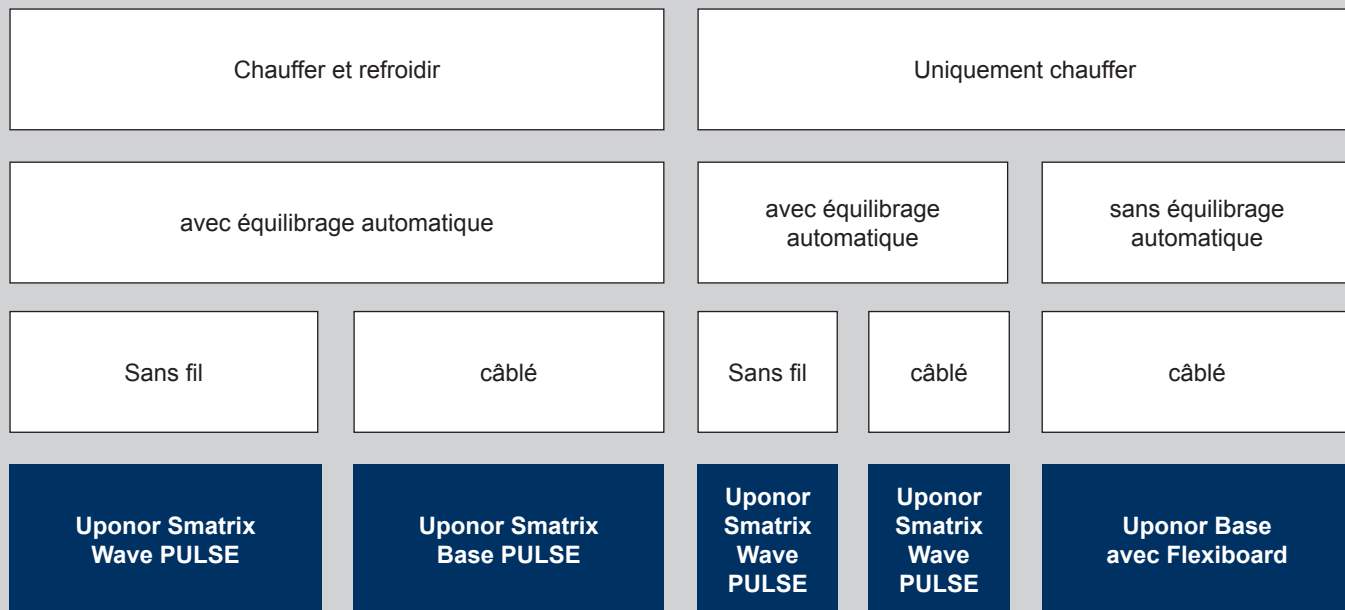 Chauffer et refroidir
Uniquement chauffer
avec équilibrage automatique
avec équilibrage
automatique
sans équilibrage
automatique
Sans fil
câblé
Sans fil
câblé
câblé
Uponor Smatrix
Wave PULSE
Uponor Smatrix
Base PULSE
Uponor
Smatrix
Wave
PULSE
Uponor
Smatrix
Wave
PULSE
Uponor Base
avec Flexiboard